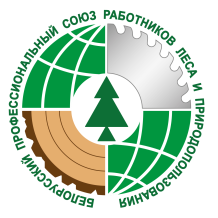 БЕЛОРУССКИЙ ПРОФЕССИОНАЛЬНЫЙ СОЮЗ РАБОТНИКОВ ЛЕСА И ПРИРОДОПОЛЬЗОВАНИЯ